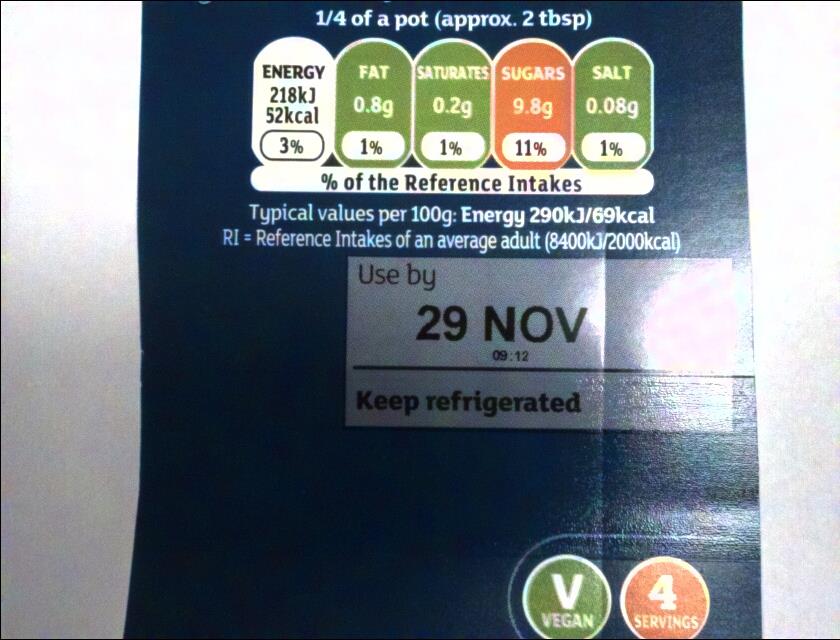 1/4 of a pot (approx. 2 tbsp)
ENERGY FAT SATURATES SUGARS SALT
218kJ
52kcal 0.8g 0.2g 9.8g 0.08g
3% 1% 1% 11% 1%
% of the Reference Intakes
Typical values per 100g: Energy 290kJ/69kcal
RI = Reference Intakes of an average adult (8400kJ/2000kcal)
Use by
29 NOV
09:12
Keep refrigerated
V 4
VEGAN SERVINGS